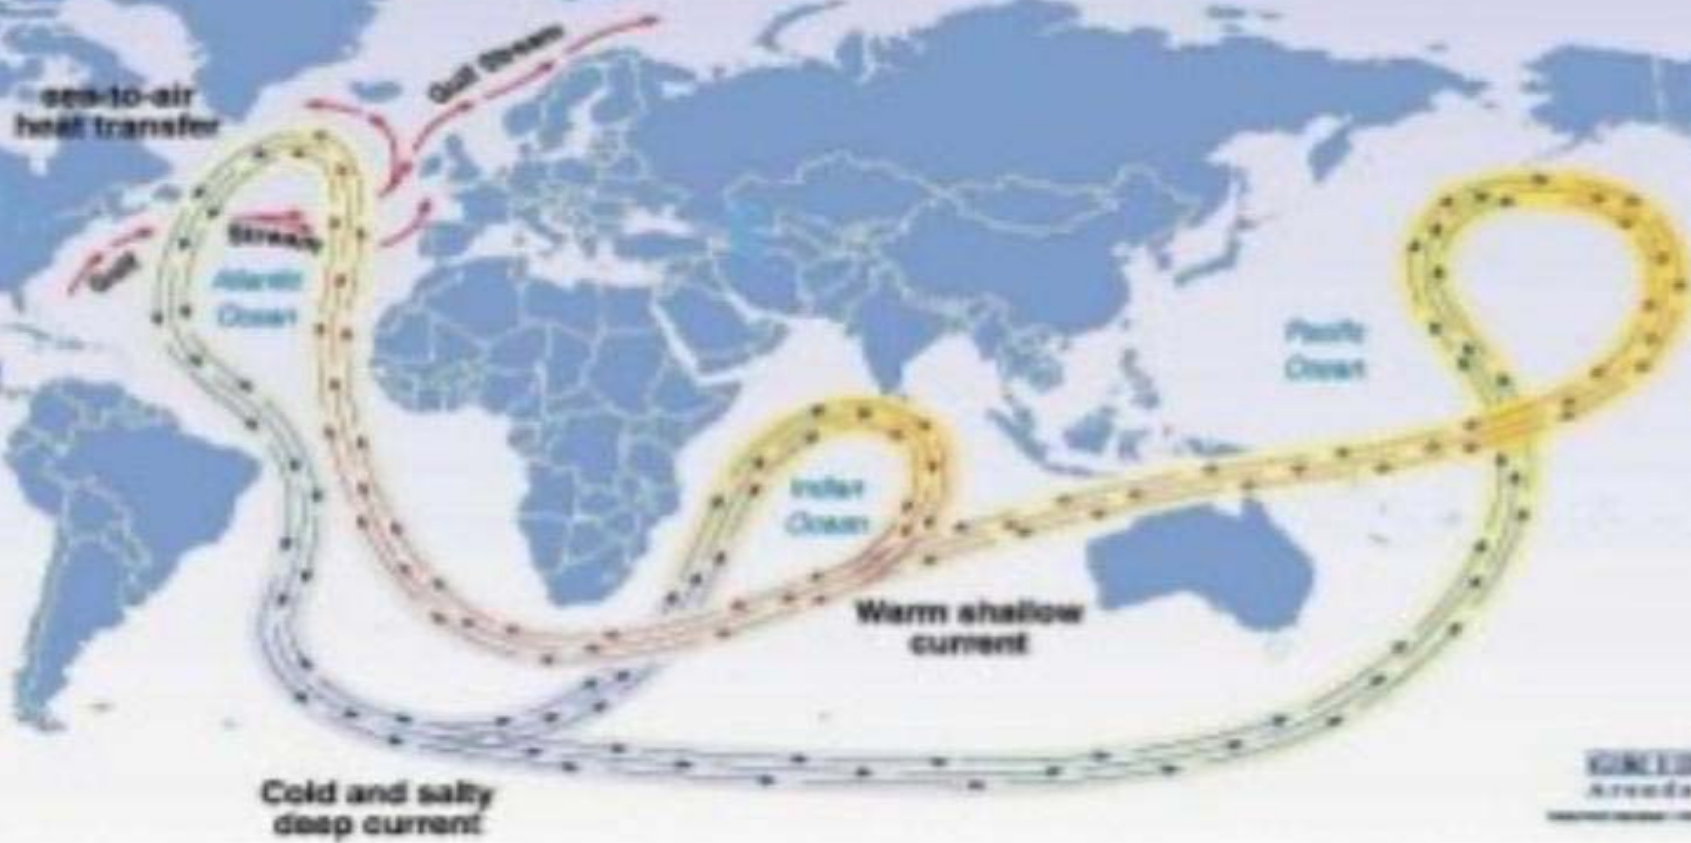 Gulf Stream
sea-to-air
heat transfer
Stream
Gulf
Atlantic
Ocean
Pacific
Ocean
Indian
Ocean
Warm shallow
current
Cold and salty
deep current